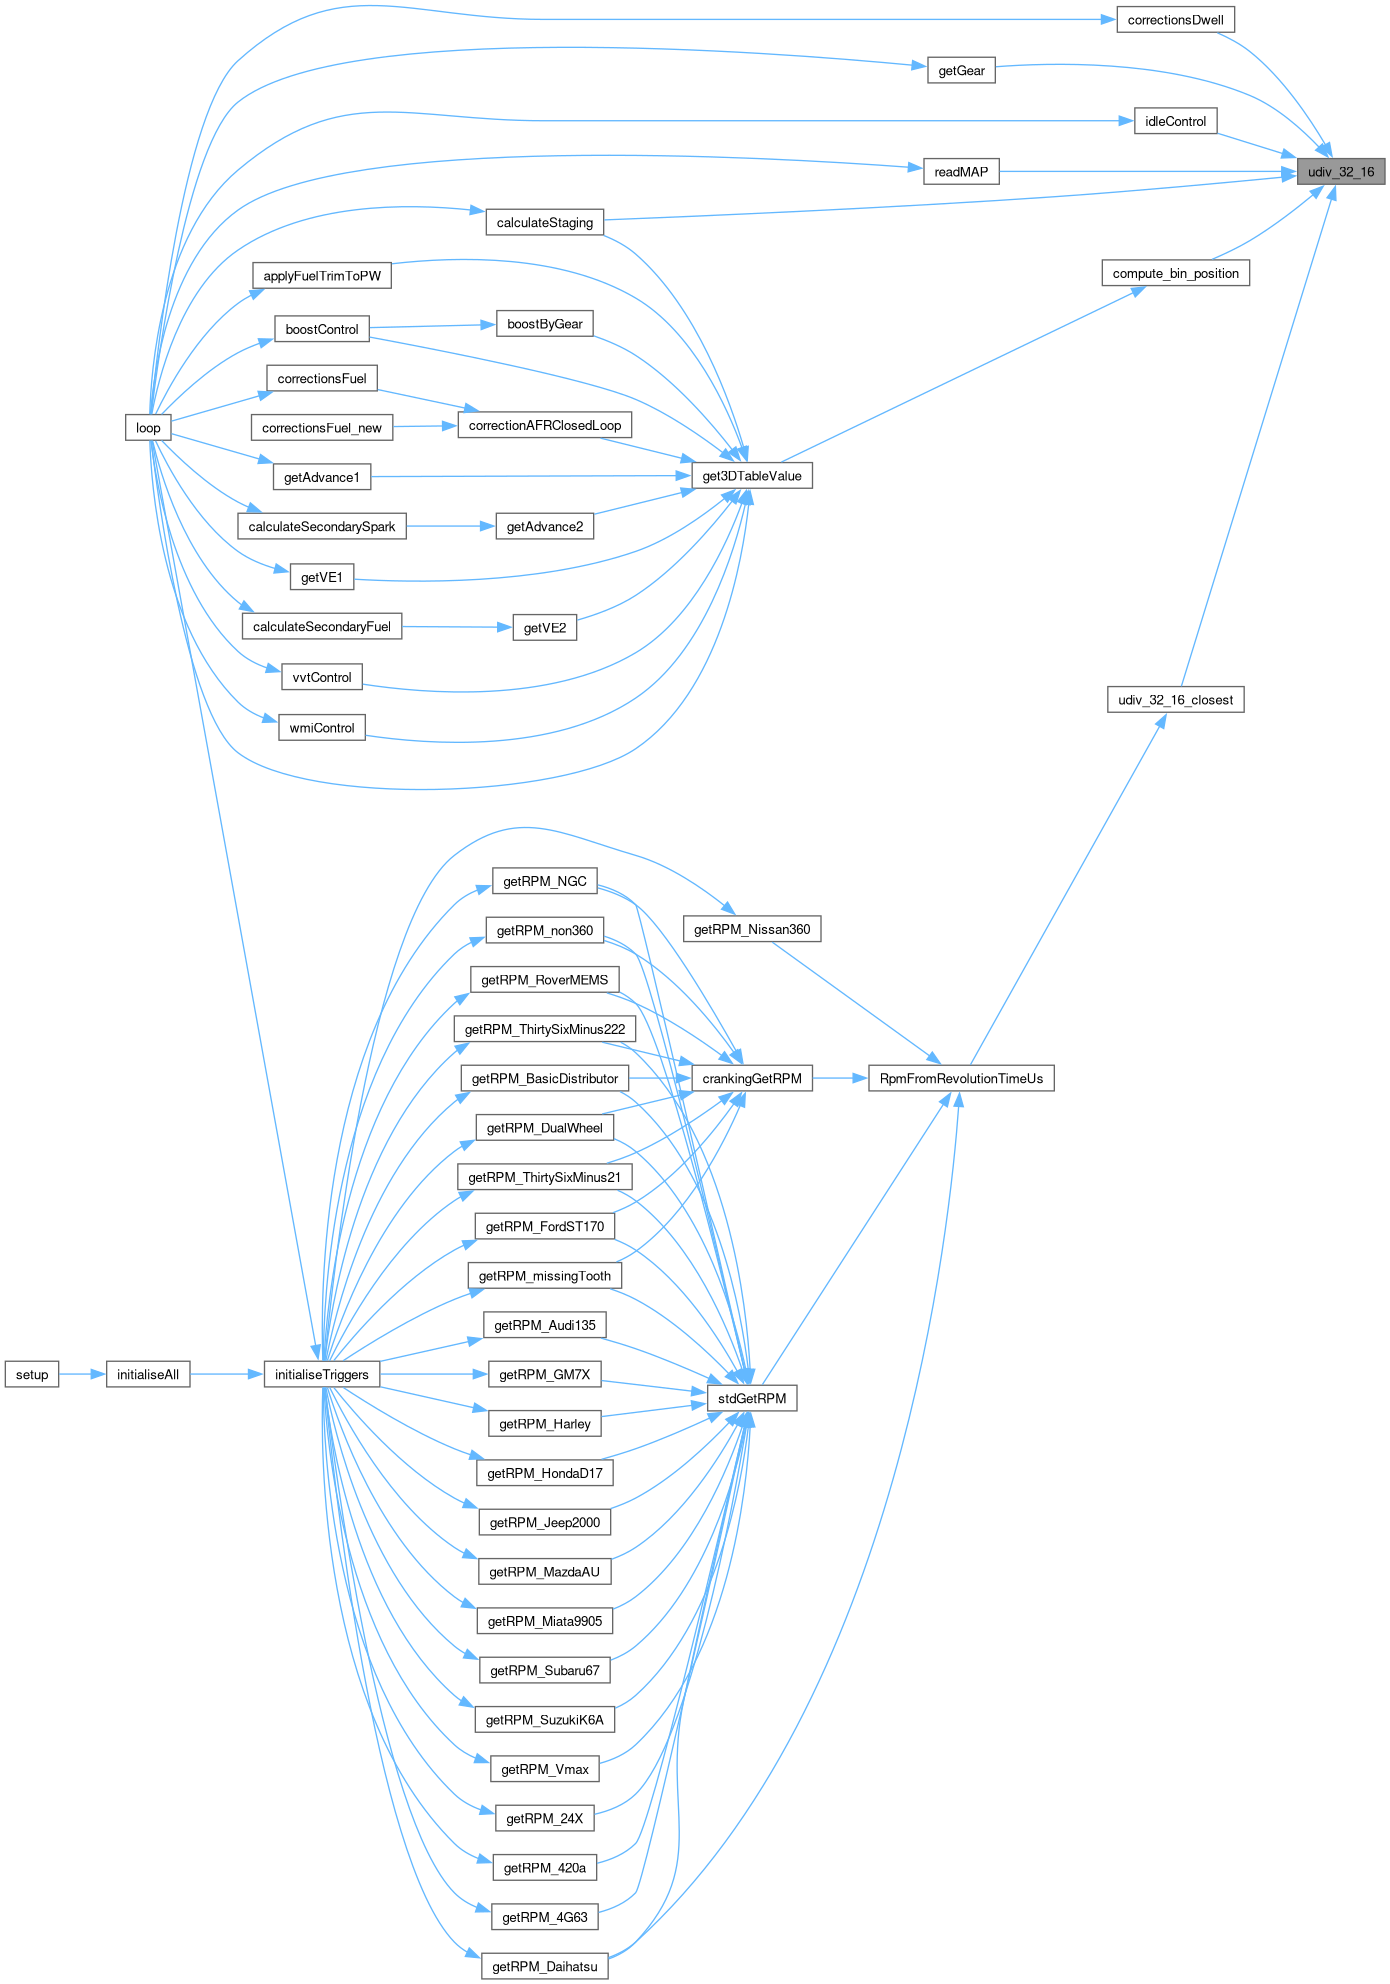 correctionsDwell
getGear
idleControl
udiv_32_16
readMAP
calculateStaging
applyFuelTrimToPW
compute_bin_position
boostControl
boostByGear
correctionsFuel
loop
correctionsFuel_new
correctionAFRClosedLoop
getAdvance1
get3DTableValue
calculateSecondarySpark
getAdvance2
getVE1
calculateSecondaryFuel
getVE2
vvtControl
udiv_32_16_closest
wmiControl
getRPM_NGC
getRPM_non360
getRPM_Nissan360
getRPM_RoverMEMS
getRPM_ThirtySixMinus222
getRPM_BasicDistributor
crankingGetRPM
RpmFromRevolutionTimeUs
getRPM_DualWheel
getRPM_ThirtySixMinus21
getRPM_FordST170
getRPM_missingTooth
getRPM_Audi135
setup
initialiseAll
initialiseTriggers
getRPM_GM7X
stdGetRPM
getRPM_Harley
getRPM_HondaD17
getRPM_Jeep2000
getRPM_MazdaAU
getRPM_Miata9905
getRPM_Subaru67
getRPM_SuzukiK6A
getRPM_Vmax
getRPM_24X
getRPM_420a
getRPM_4G63
getRPM_Daihatsu